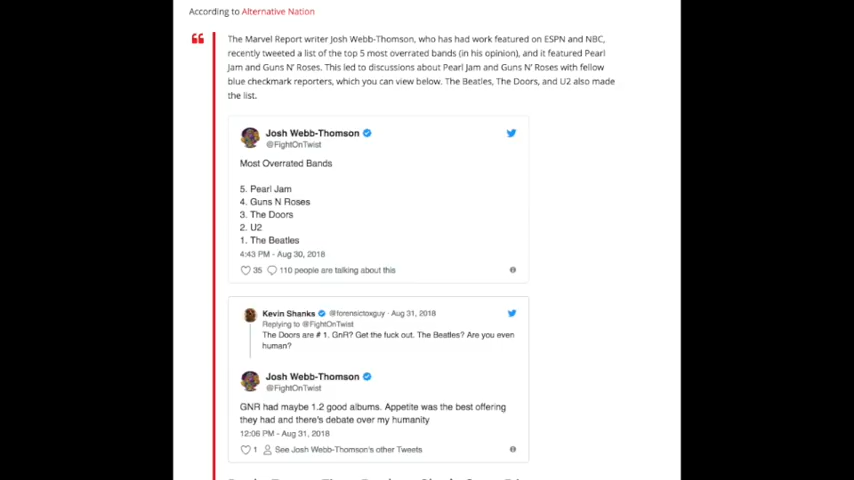 According to Alternative Nation
The Marvel Report writer Josh Webb-Thomson, who has had work featured on ESPN and NBC,
recently tweeted a list of the top 5 most overrated bands (in his opinion), and it featured Pearl
Jam and Guns N’ Roses. This led to discussions about Pearl Jam and Guns N’ Roses with fellow
blue checkmark reporters, which you can view below. The Beatles, The Doors, and U2 also made
the list.
Josh Webb-Thomson
@FightOnTwist
Most Overrated Bands
5. Pearl Jam
4. Guns N Roses
3. The Doors
2. U2
1. The Beatles
4:43 PM - Aug 30, 2018
35 110 people are talking about this
Kevin Shanks @forensictoxguy · Aug 31, 2018
Replying to @FightOnTwist
The Doors are # 1. GnR? Get the fuck out. The Beatles? Are you even
human?
Josh Webb-Thomson
@FightOnTwist
GNR had maybe 1.2 good albums. Appetite was the best offering
they had and there's debate over my humanity
12:06 PM - Aug 31, 2018
1 See Josh Webb-Thomson's other Tweets